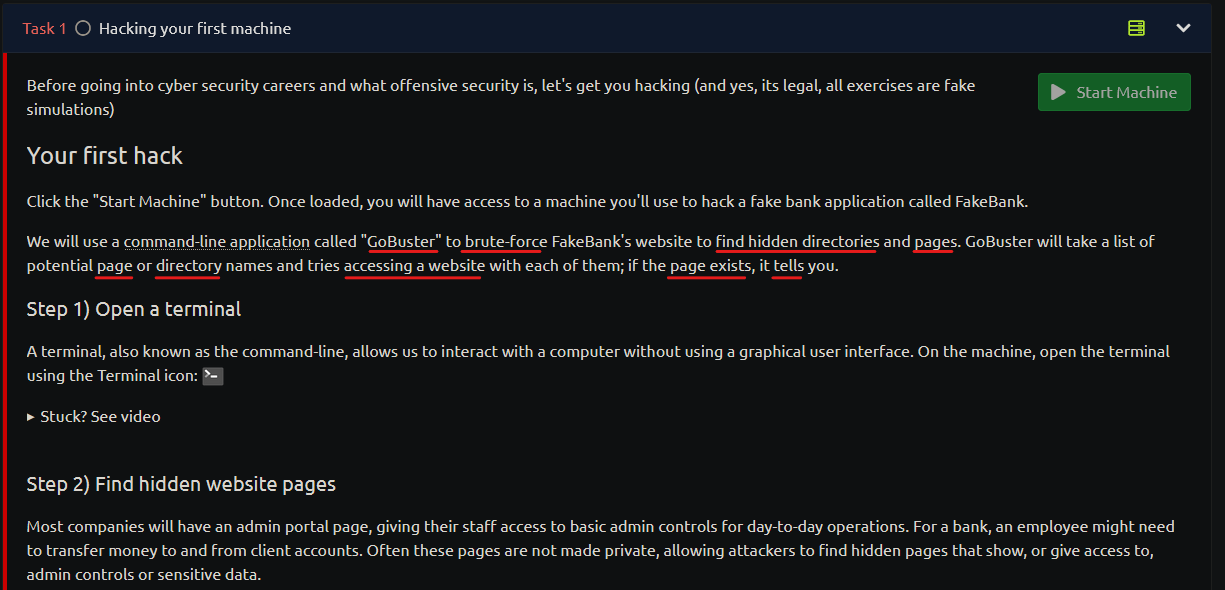 Task 1 Hacking your first machine
Before going into cyber security careers and what offensive security is, let's get you hacking (and yes, its legal, all exercises are fake
simulations)
Start Machine
Your first hack
Click the "Start Machine" button. Once loaded, you will have access to a machine you'll use to hack a fake bank application called FakeBank.
We will use a command-line application called "GoBuster" to brute-force FakeBank's website to find hidden directories and pages. GoBuster will take a list of
potential page or directory names and tries accessing a website with each of them; if the page exists, it tells you.
Step 1) Open a terminal
A terminal, also known as the command-line, allows us to interact with a computer without using a graphical user interface. On the machine, open the terminal
using the Terminal icon:
Stuck? See video
Step 2) Find hidden website pages
Most companies will have an admin portal page, giving their staff access to basic admin controls for day-to-day operations. For a bank, an employee might need
to transfer money to and from client accounts. Often these pages are not made private, allowing attackers to find hidden pages that show, or give access to,
admin controls or sensitive data.